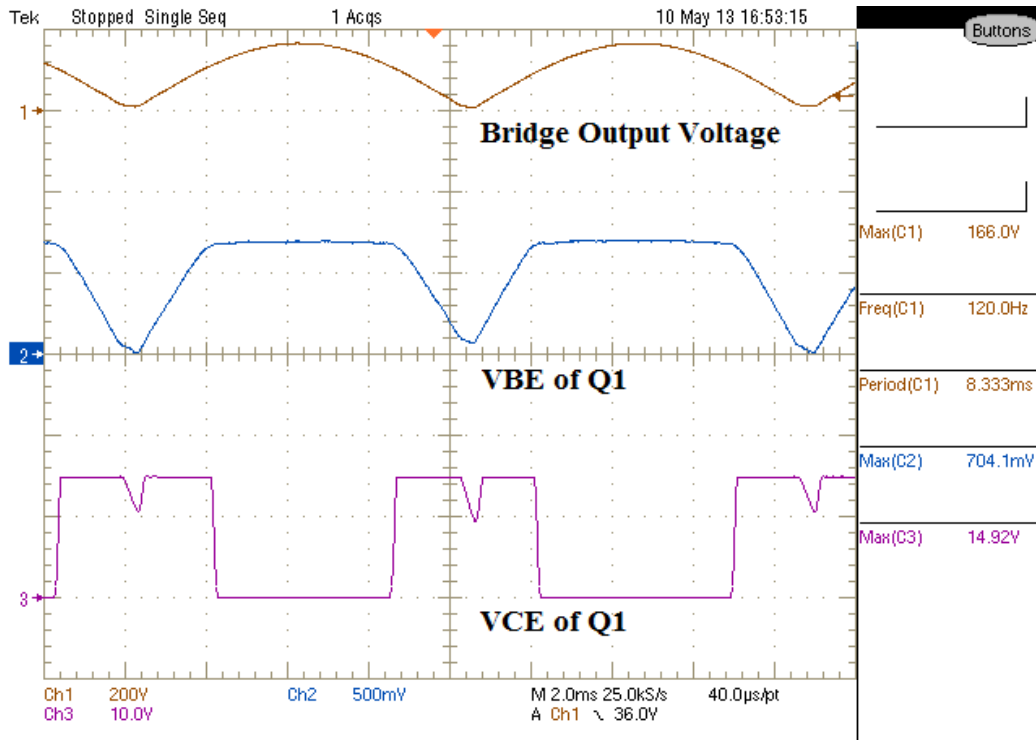 Tek Stopped Single Seq 1 Acqs 10 May 13 16:53:15
Buttons
1
Bridge Output Voltage
Max(C1) 166.0V
Freq(C1) 120.0Hz
2
VBE of Q1
Period(C1) 8.333ms
Max(C2) 704.1mV
Max(C3) 14.92V
3
VCE of Q1
Ch1 200V Ch2 500mV M 2.0ms 25.0kS/s 40.0µs/pt
Ch3 10.0V A Ch1 ∖ 36.0V